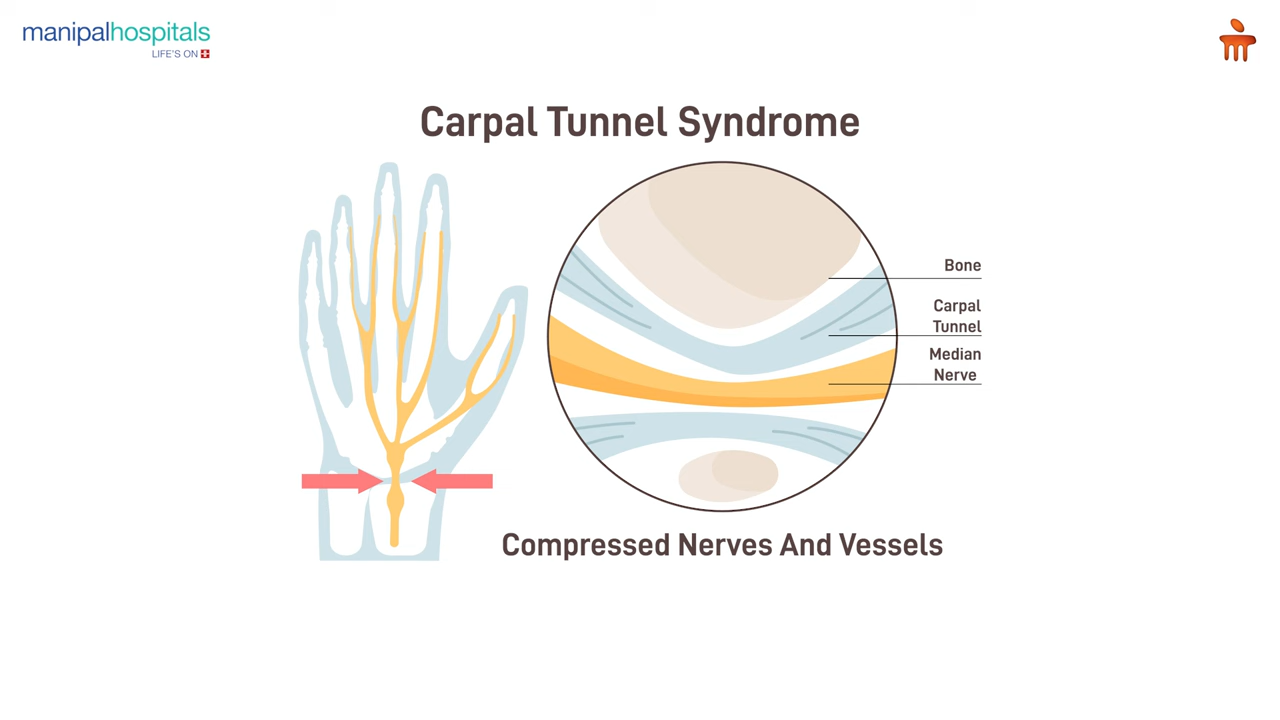 manipalhospitals
LIFE'S ON
Carpal Tunnel Syndrome
Bone
Carpal
Tunnel
Median
Nerve
Compressed Nerves And Vessels